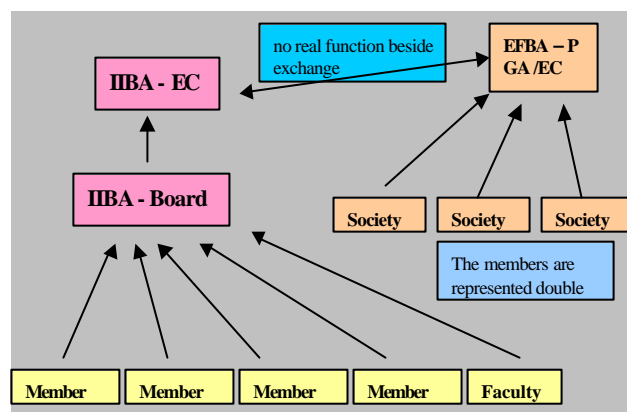 no real function beside
exchange
EFBA – P
GA /EC
IIBA - EC
IIBA - Board
Society
Society
Society
The members are
represented double
Member
Member
Member
Member
Faculty